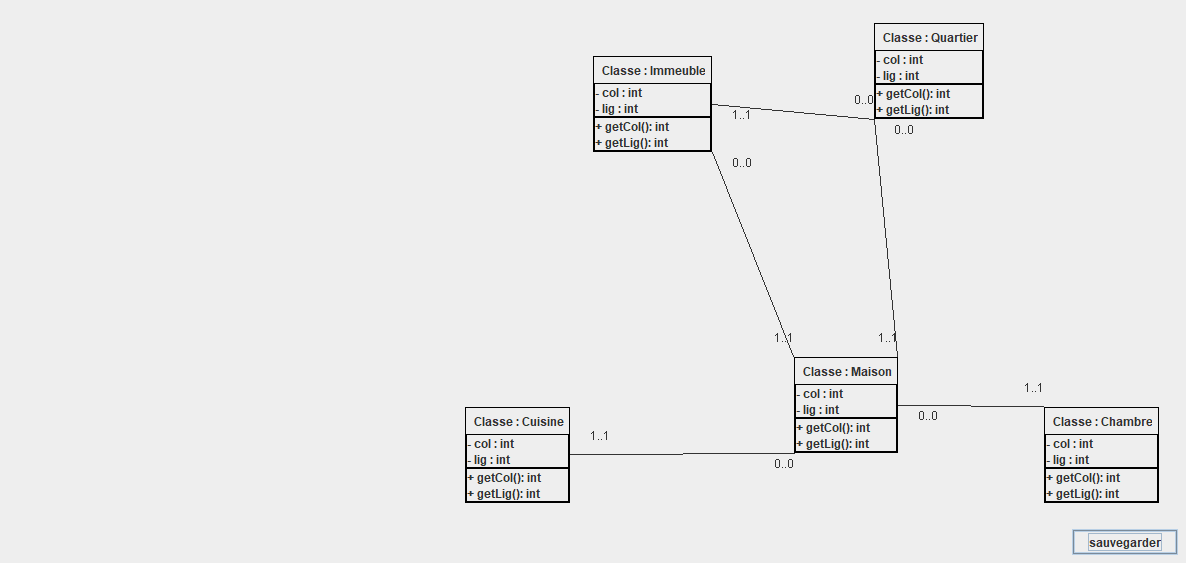 Classe : Quartier
- col : int
- lig : int
+ getCol(): int
+ getLig(): int
0..0
0..0
Classe : Immeuble
- col : int
- lig : int
+ getCol(): int
+ getLig(): int
1..1
0..0
1..1
1..1
Classe : Maison
- col : int
- lig : int
+ getCol(): int
+ getLig(): int
0..0
0..0
1..1
Classe : Cuisine
- col : int
- lig : int
+ getCol(): int
+ getLig(): int
1..1
Classe : Chambre
- col : int
- lig : int
+ getCol(): int
+ getLig(): int
sauvegarder